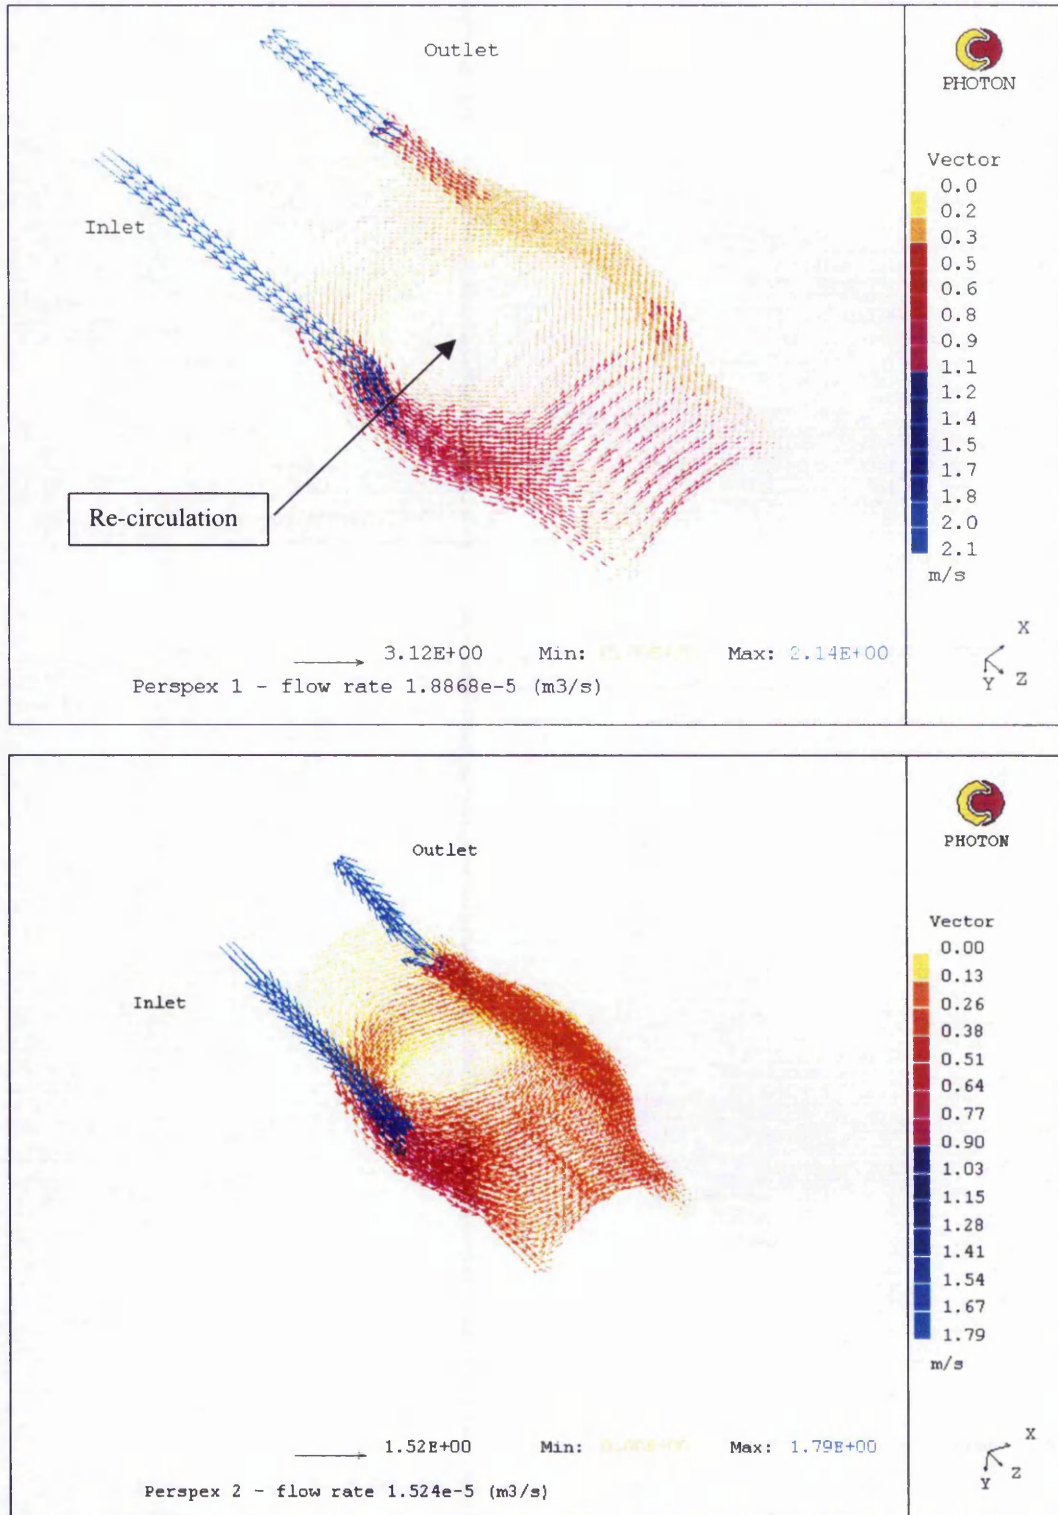 Outlet
PHOTON
Vector
0.0
0.2
0.3
0.5
0.6
0.8
0.9
1.1
1.2
1.4
1.5
1.7
1.8
2.0
2.1
m/s
Inlet
Re-circulation
X
Y Z
3.12E+00 Min: Max: 2.14E+00
Perspex 1 - flow rate 1.8868e-5 (m3/s)
Outlet
PHOTON
Vector
0.00
0.13
0.26
0.38
0.51
0.64
0.77
0.90
1.03
1.15
1.28
1.41
1.54
1.67
1.79
m/s
Inlet
X
Y Z
1.52E+00 Min: Max: 1.79E+00
Perspex 2 - flow rate 1.524e-5 (m3/s)